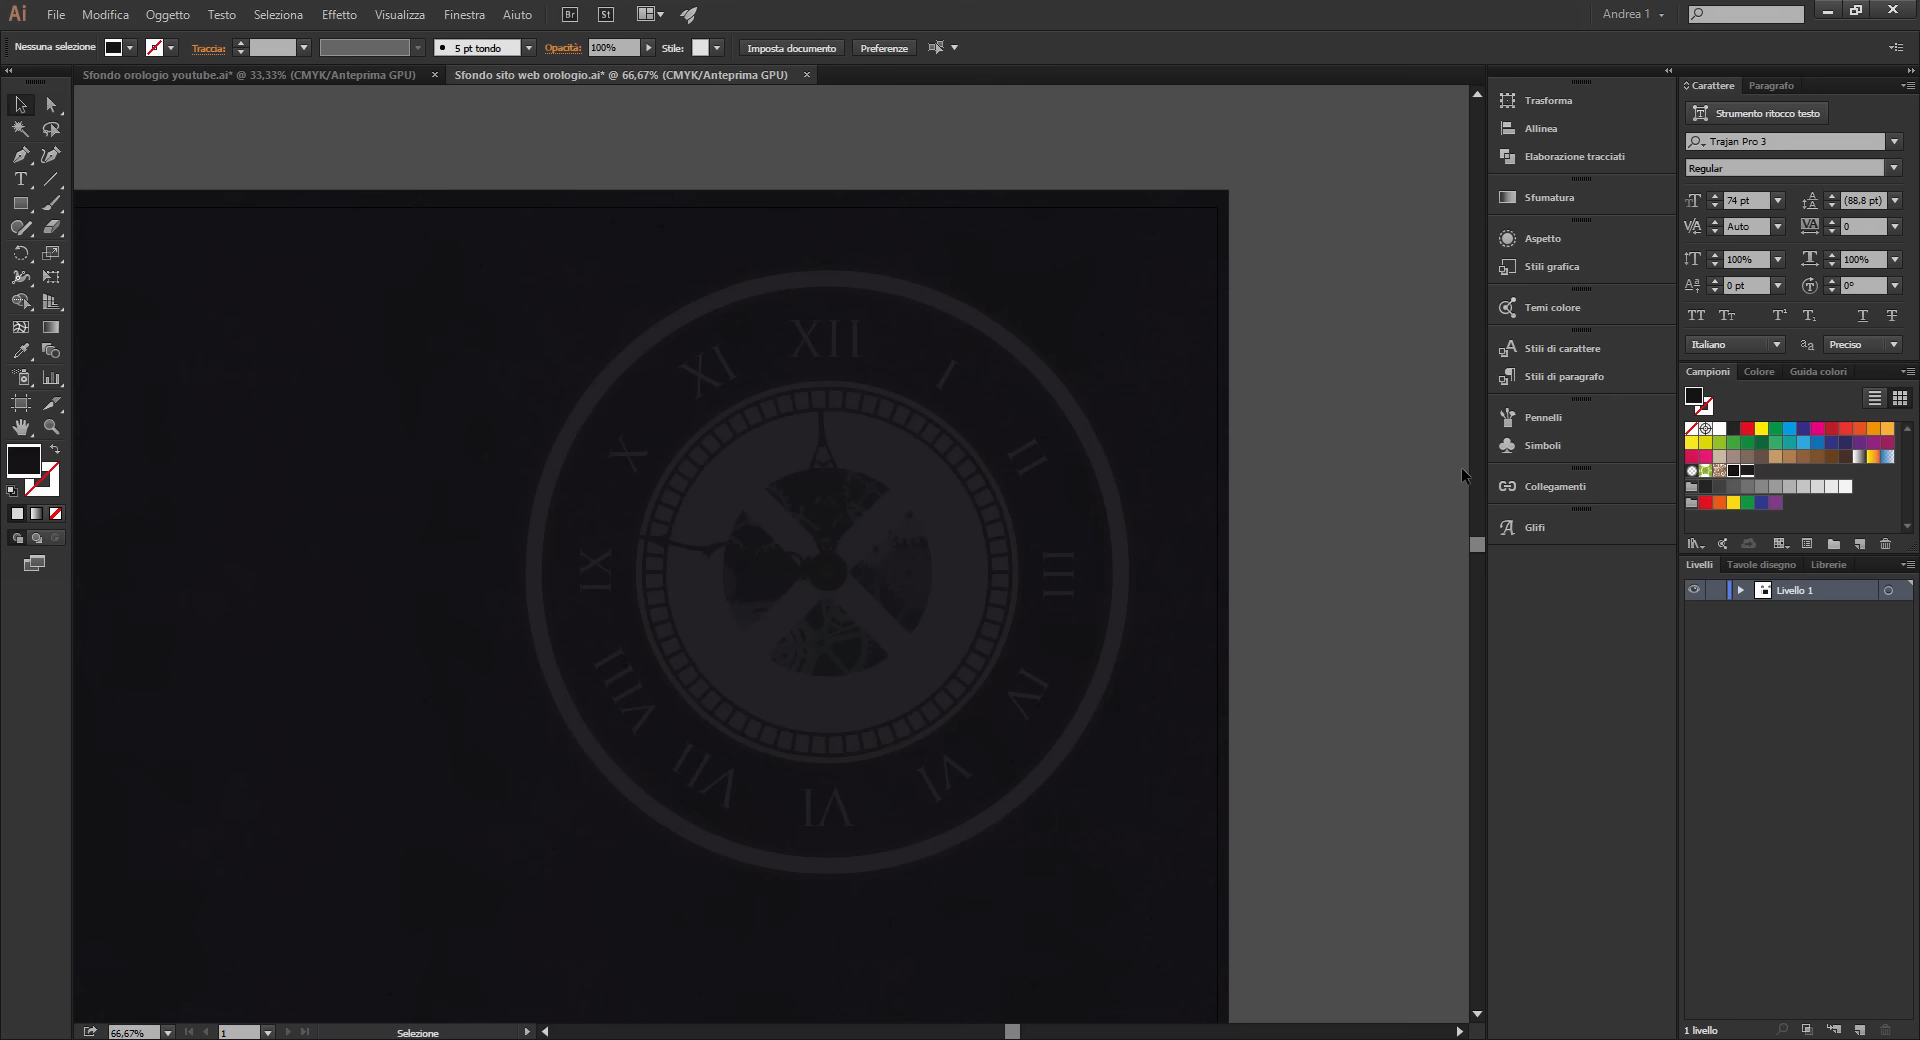 Ai File Modifica Oggetto Testo Seleziona Effetto Visualizza Finestra Aiuto Br St Andrea 1
Nessuna selezione Traccia: 5 pt tondo Opacità: 100% Stile: Imposta documento Preferenze
Sfondo orologio youtube.ai* @ 33,33% (CMYK/Anteprima GPU) × Sfondo sito web orologio.ai* @ 66,67% (CMYK/Anteprima GPU) ×
Trasforma
Allinea
Elaborazione tracciati
Sfumatura
Aspetto
Stili grafica
Temi colore
Stili di carattere
Stili di paragrafo
Pennelli
Simboli
Collegamenti
Glifi
Carattere Paragrafo
Strumento ritocco testo
Trajan Pro 3
Regular
74 pt (88,8 pt)
Auto 0
100% 100%
0 pt 0°
Italiano Preciso
Campioni Colore Guida colori
Livelli Tavole disegno Librerie
Livello 1
1 livello
XII
I
II
III
IV
VI
VI
VII
VIII
IX
X
XI
66,67% 1 Selezione